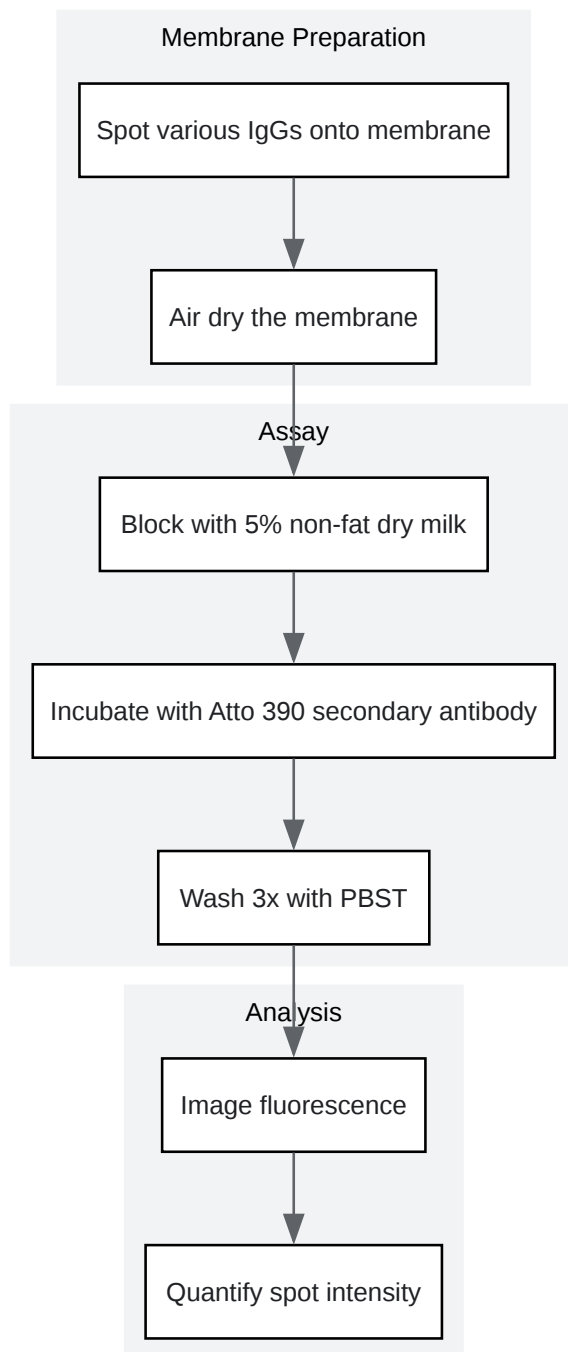 Membrane Preparation
Spot various IgGs onto membrane
Air dry the membrane
Assay
Block with 5% non-fat dry milk
Incubate with Atto 390 secondary antibody
Wash 3x with PBST
Analysis
Image fluorescence
Quantify spot intensity